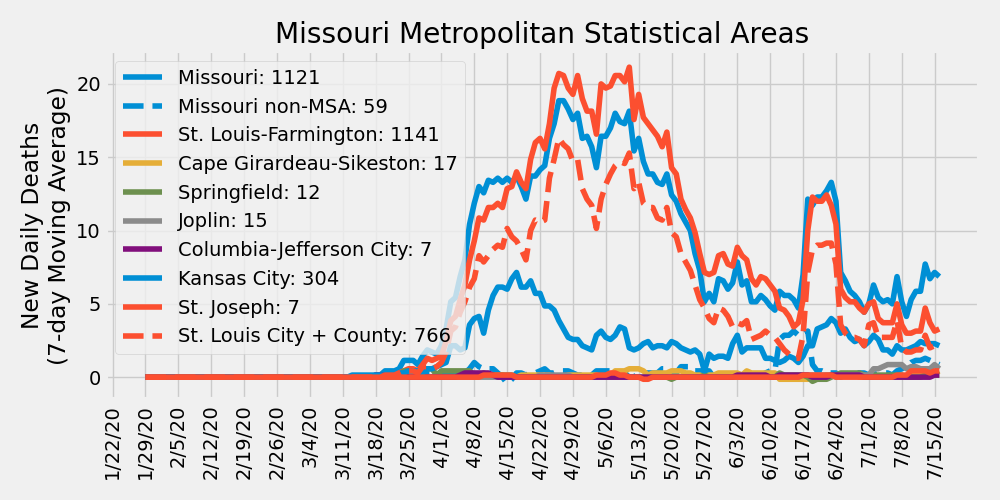 Missouri Metropolitan Statistical Areas
New Daily Deaths
(7-day Moving Average)
20
15
10
5
0
Missouri: 1121
Missouri non-MSA: 59
St. Louis-Farmington: 1141
Cape Girardeau-Sikeston: 17
Springfield: 12
Joplin: 15
Columbia-Jefferson City: 7
Kansas City: 304
St. Joseph: 7
St. Louis City + County: 766
1/22/20
1/29/20
2/5/20
2/12/20
2/19/20
2/26/20
3/4/20
3/11/20
3/18/20
3/25/20
4/1/20
4/8/20
4/15/20
4/22/20
4/29/20
5/6/20
5/13/20
5/20/20
5/27/20
6/3/20
6/10/20
6/17/20
6/24/20
7/1/20
7/8/20
7/15/20